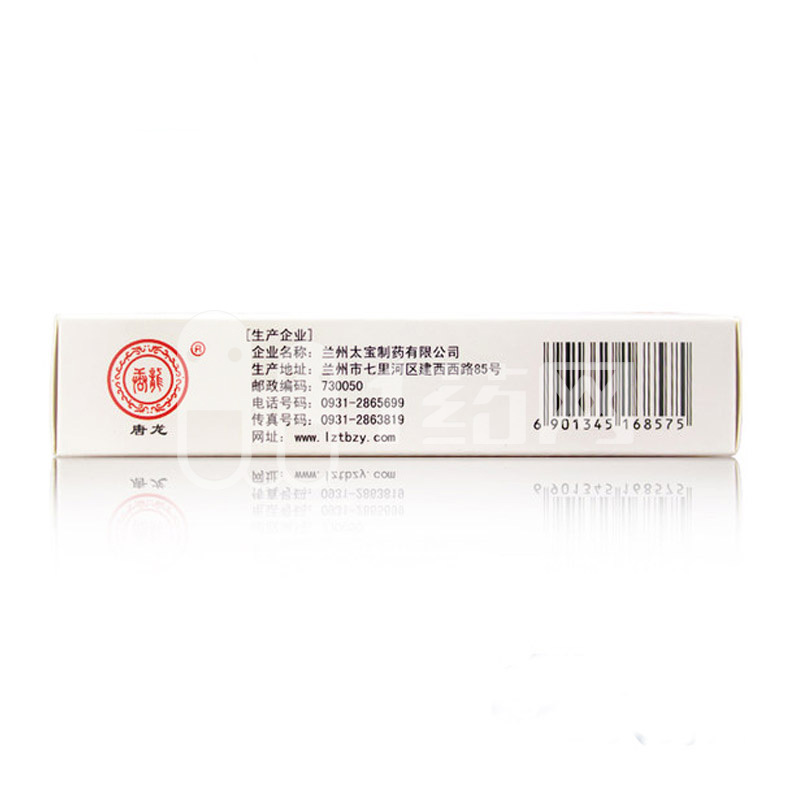 [生产企业]
企业名称：兰州太宝制药有限公司
生产地址：兰州市七里河区建西西路85号
邮政编码：730050
电话号码：0931-2865699
传真号码：0931-2863819
网址：www.lztbzy.com
®
唐龙
6 901345 168575
1药网